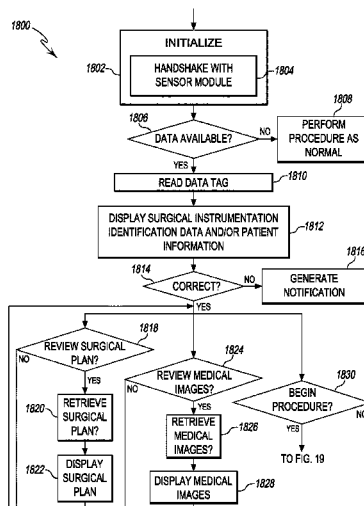 1800
INITIALIZE
1802
HANDSHAKE WITH
SENSOR MODULE
1804
1806
DATA AVAILABLE?
NO
1808
PERFORM
PROCEDURE AS
NORMAL
YES
READ DATA TAG
1810
DISPLAY SURGICAL INSTRUMENTATION
IDENTIFICATION DATA AND/OR PATIENT
INFORMATION
1812
1814
CORRECT?
NO
1816
GENERATE
NOTIFICATION
YES
1818
REVIEW SURGICAL
PLAN?
NO
YES
1820
RETRIEVE
SURGICAL
PLAN?
1822
DISPLAY
SURGICAL
PLAN
1824
REVIEW MEDICAL
IMAGES?
NO
YES
RETRIEVE
MEDICAL
IMAGES?
1826
DISPLAY MEDICAL
IMAGES
1828
1830
BEGIN
PROCEDURE?
NO
YES
TO FIG. 19